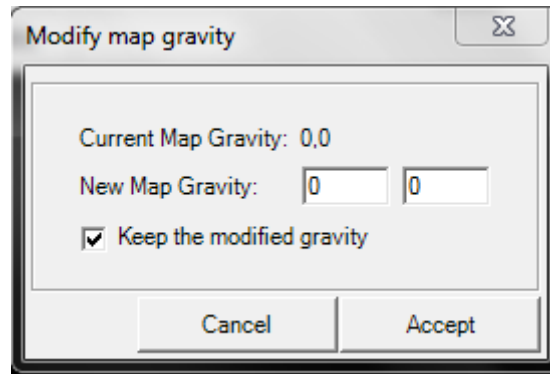 Modify map gravity
Current Map Gravity: 0,0
New Map Gravity: 0 0
Keep the modified gravity
Cancel Accept